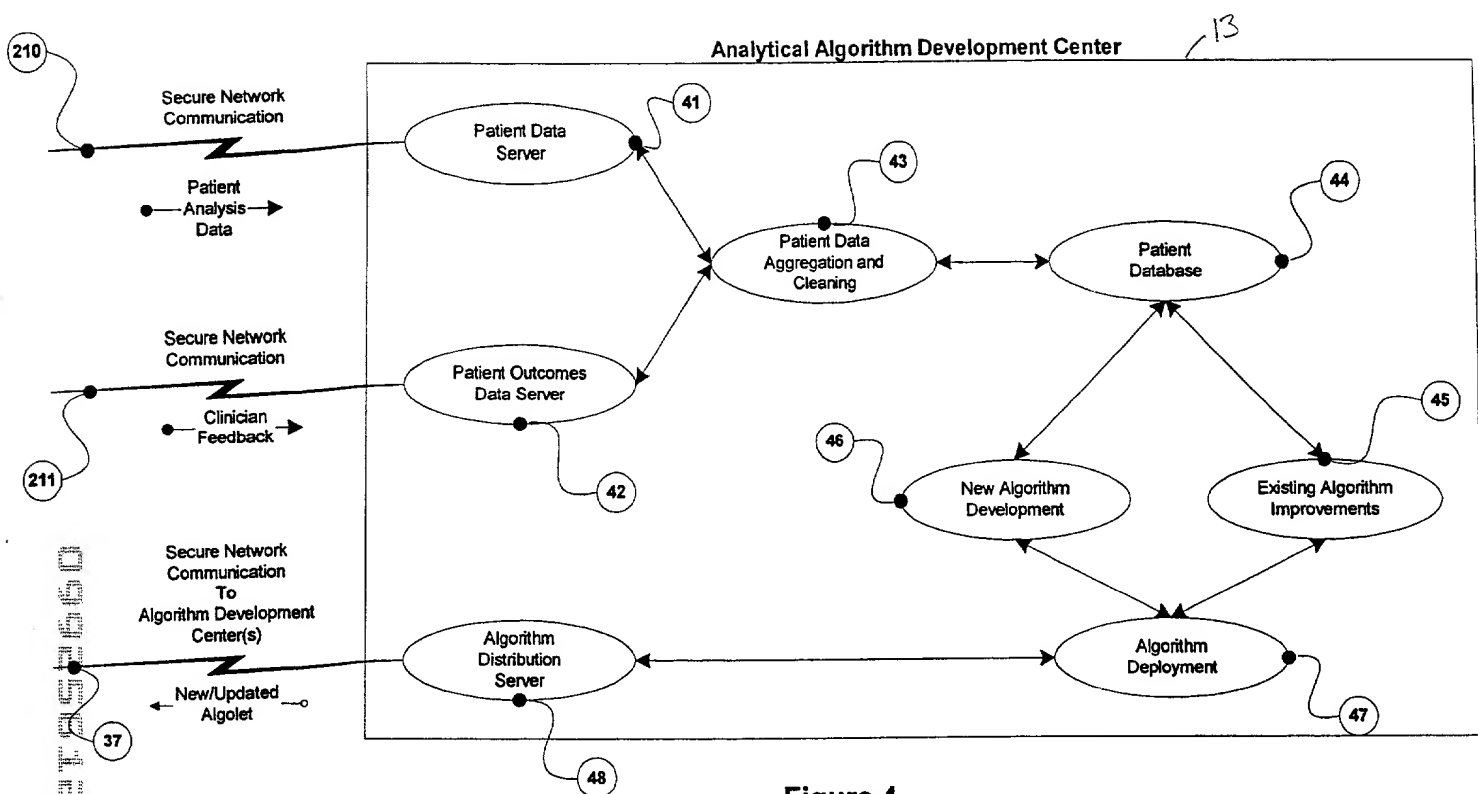 210
Analytical Algorithm Development Center
13
Secure Network
Communication
Patient Data
Server
41
Patient
Analysis
Data
43
Patient Data
Aggregation and
Cleaning
44
Patient
Database
Secure Network
Communication
Patient Outcomes
Data Server
Clinician
Feedback
211
42
46
45
New Algorithm
Development
Existing Algorithm
Improvements
Secure Network
Communication
To
Algorithm Development
Center(s)
Algorithm
Distribution
Server
Algorithm
Deployment
New/Updated
Algolet
37
48
47